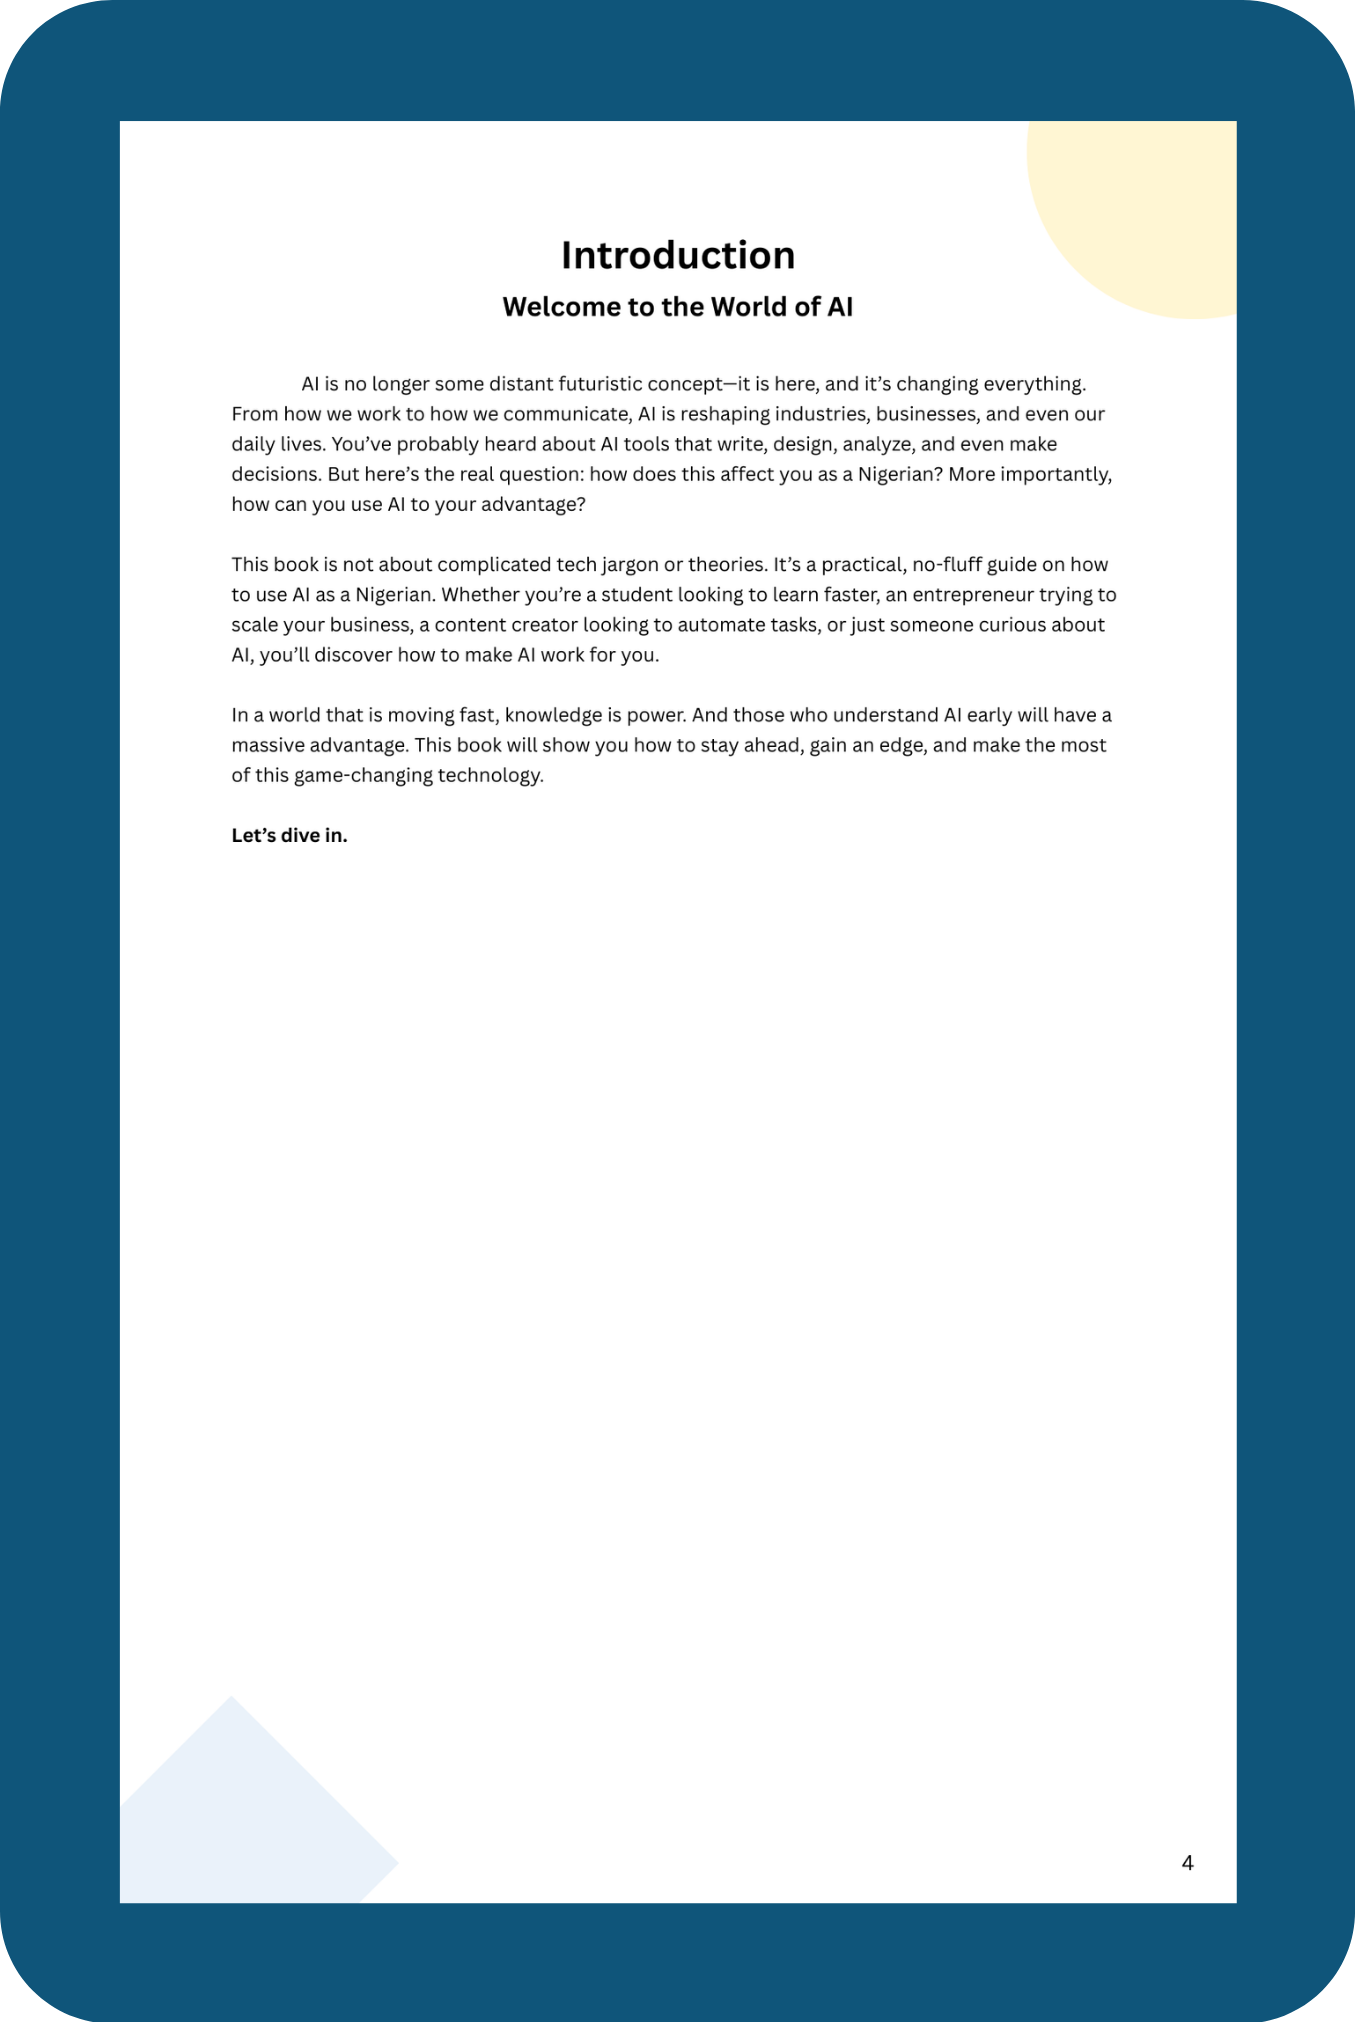 Introduction
Welcome to the World of AI
AI is no longer some distant futuristic concept—it is here, and it’s changing everything.
From how we work to how we communicate, AI is reshaping industries, businesses, and even our
daily lives. You’ve probably heard about AI tools that write, design, analyze, and even make
decisions. But here’s the real question: how does this affect you as a Nigerian? More importantly,
how can you use AI to your advantage?
This book is not about complicated tech jargon or theories. It’s a practical, no-fluff guide on how
to use AI as a Nigerian. Whether you’re a student looking to learn faster, an entrepreneur trying to
scale your business, a content creator looking to automate tasks, or just someone curious about
AI, you’ll discover how to make AI work for you.
In a world that is moving fast, knowledge is power. And those who understand AI early will have a
massive advantage. This book will show you how to stay ahead, gain an edge, and make the most
of this game-changing technology.
Let’s dive in.
4